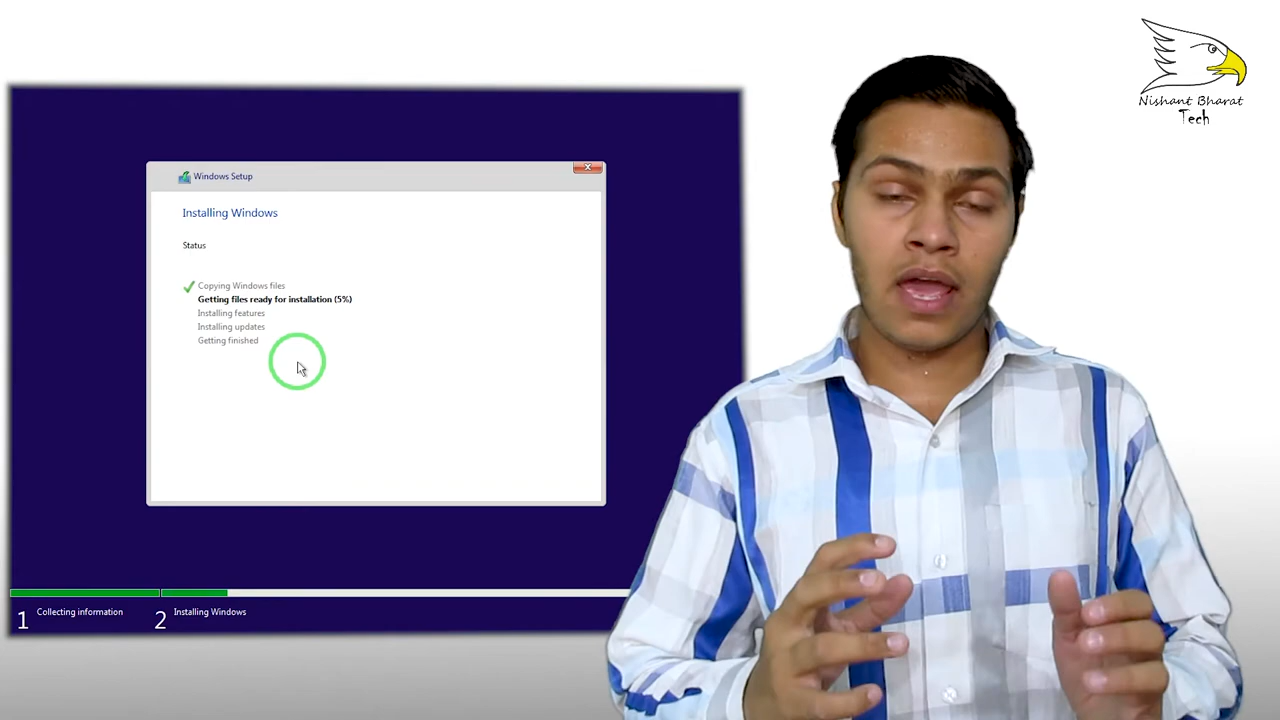 Nishant Bharat
Tech
Windows Setup
Installing Windows
Status
Copying Windows files
Getting files ready for installation (5%)
Installing features
Installing updates
Getting finished
1 Collecting information
2 Installing Windows